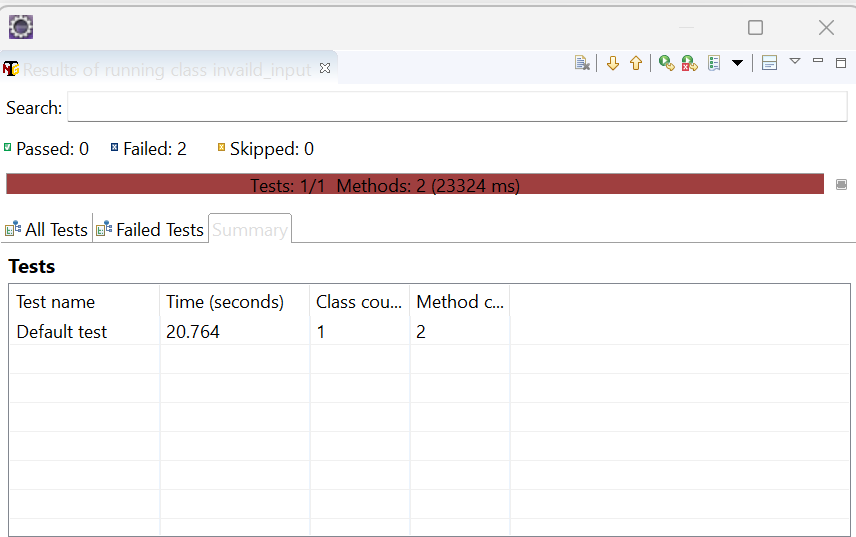 Results of running class invaild_input
Search:
Passed: 0 Failed: 2 Skipped: 0
Tests: 1/1 Methods: 2 (23324 ms)
All Tests Failed Tests Summary
Tests
Test name Time (seconds) Class cou... Method c...
Default test 20.764 1 2